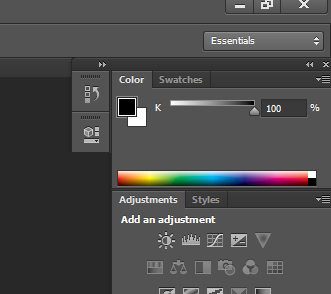 Essentials
Color Swatches
K 100 %
Adjustments Styles
Add an adjustment